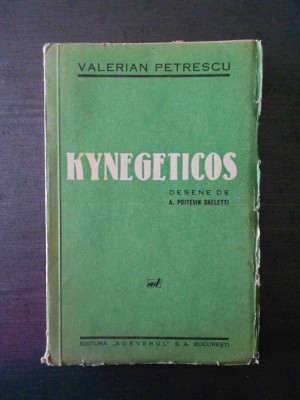 VALERIAN PETRESCU
KYNEGETICOS
DESENE DE
A. POITEVIN SKELETTI
EDITURA „ADEVERUL” S. A. BUCUREȘTI